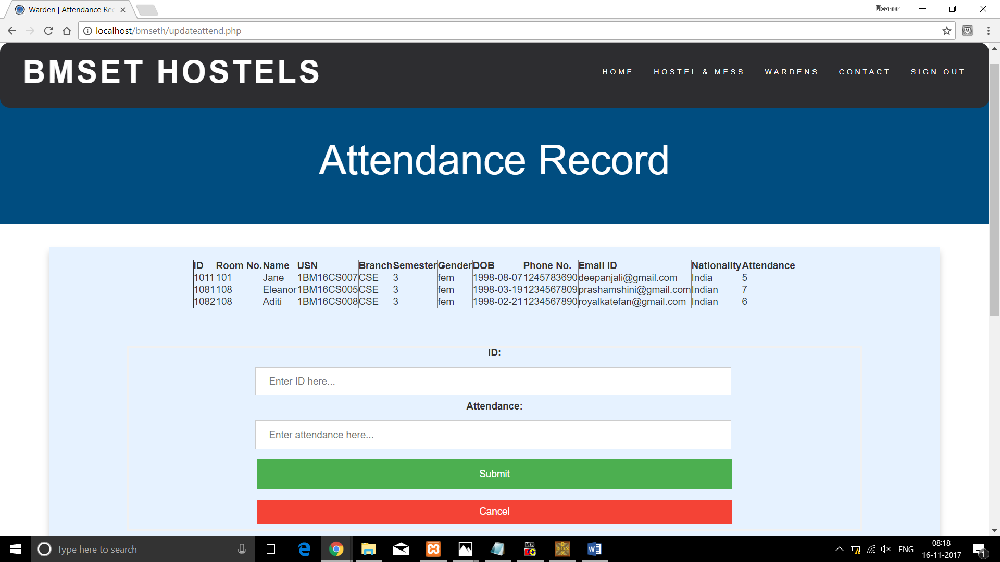 Warden | Attendance Rec
Eleanor
localhost/bmseth/updateattend.php
BMSET HOSTELS
HOME HOSTEL & MESS WARDENS CONTACT SIGN OUT
Attendance Record
ID Room No. Name USN Branch Semester Gender DOB Phone No. Email ID Nationality Attendance
1011 101 Jane 1BM16CS007 CSE 3 fem 1998-08-07 1245783690 deepanjali@gmail.com India 5
1081 108 Eleanor 1BM16CS005 CSE 3 fem 1998-03-19 1234567809 prashamshini@gmail.com Indian 7
1082 108 Aditi 1BM16CS008 CSE 3 fem 1998-02-21 1234567890 royalkatefan@gmail.com Indian 6
ID:
Enter ID here...
Attendance:
Enter attendance here...
Submit
Cancel
Type here to search
MS
DOS
ENG
08:18
16-11-2017
1